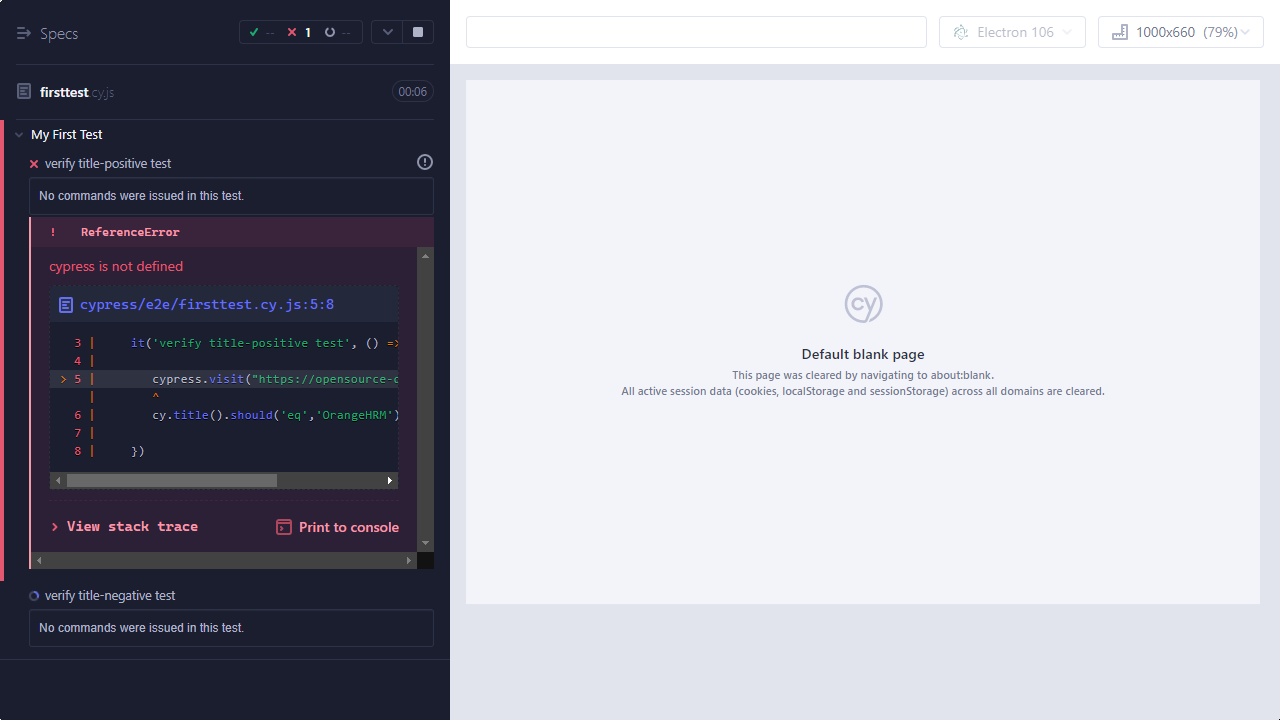 Specs
-- 1 --
firsttest.cy.js 00:06
My First Test
verify title-positive test
No commands were issued in this test.
! ReferenceError
cypress is not defined
cypress/e2e/firsttest.cy.js:5:8
3 | it('verify title-positive test', () =>
4 |
> 5 | cypress.visit("https://opensource-
| ^
6 | cy.title().should('eq','OrangeHRM')
7 |
8 | })
> View stack trace
Print to console
verify title-negative test
No commands were issued in this test.
Electron 106
1000x660 (79%)
cy
Default blank page
This page was cleared by navigating to about:blank.
All active session data (cookies, localStorage and sessionStorage) across all domains are cleared.